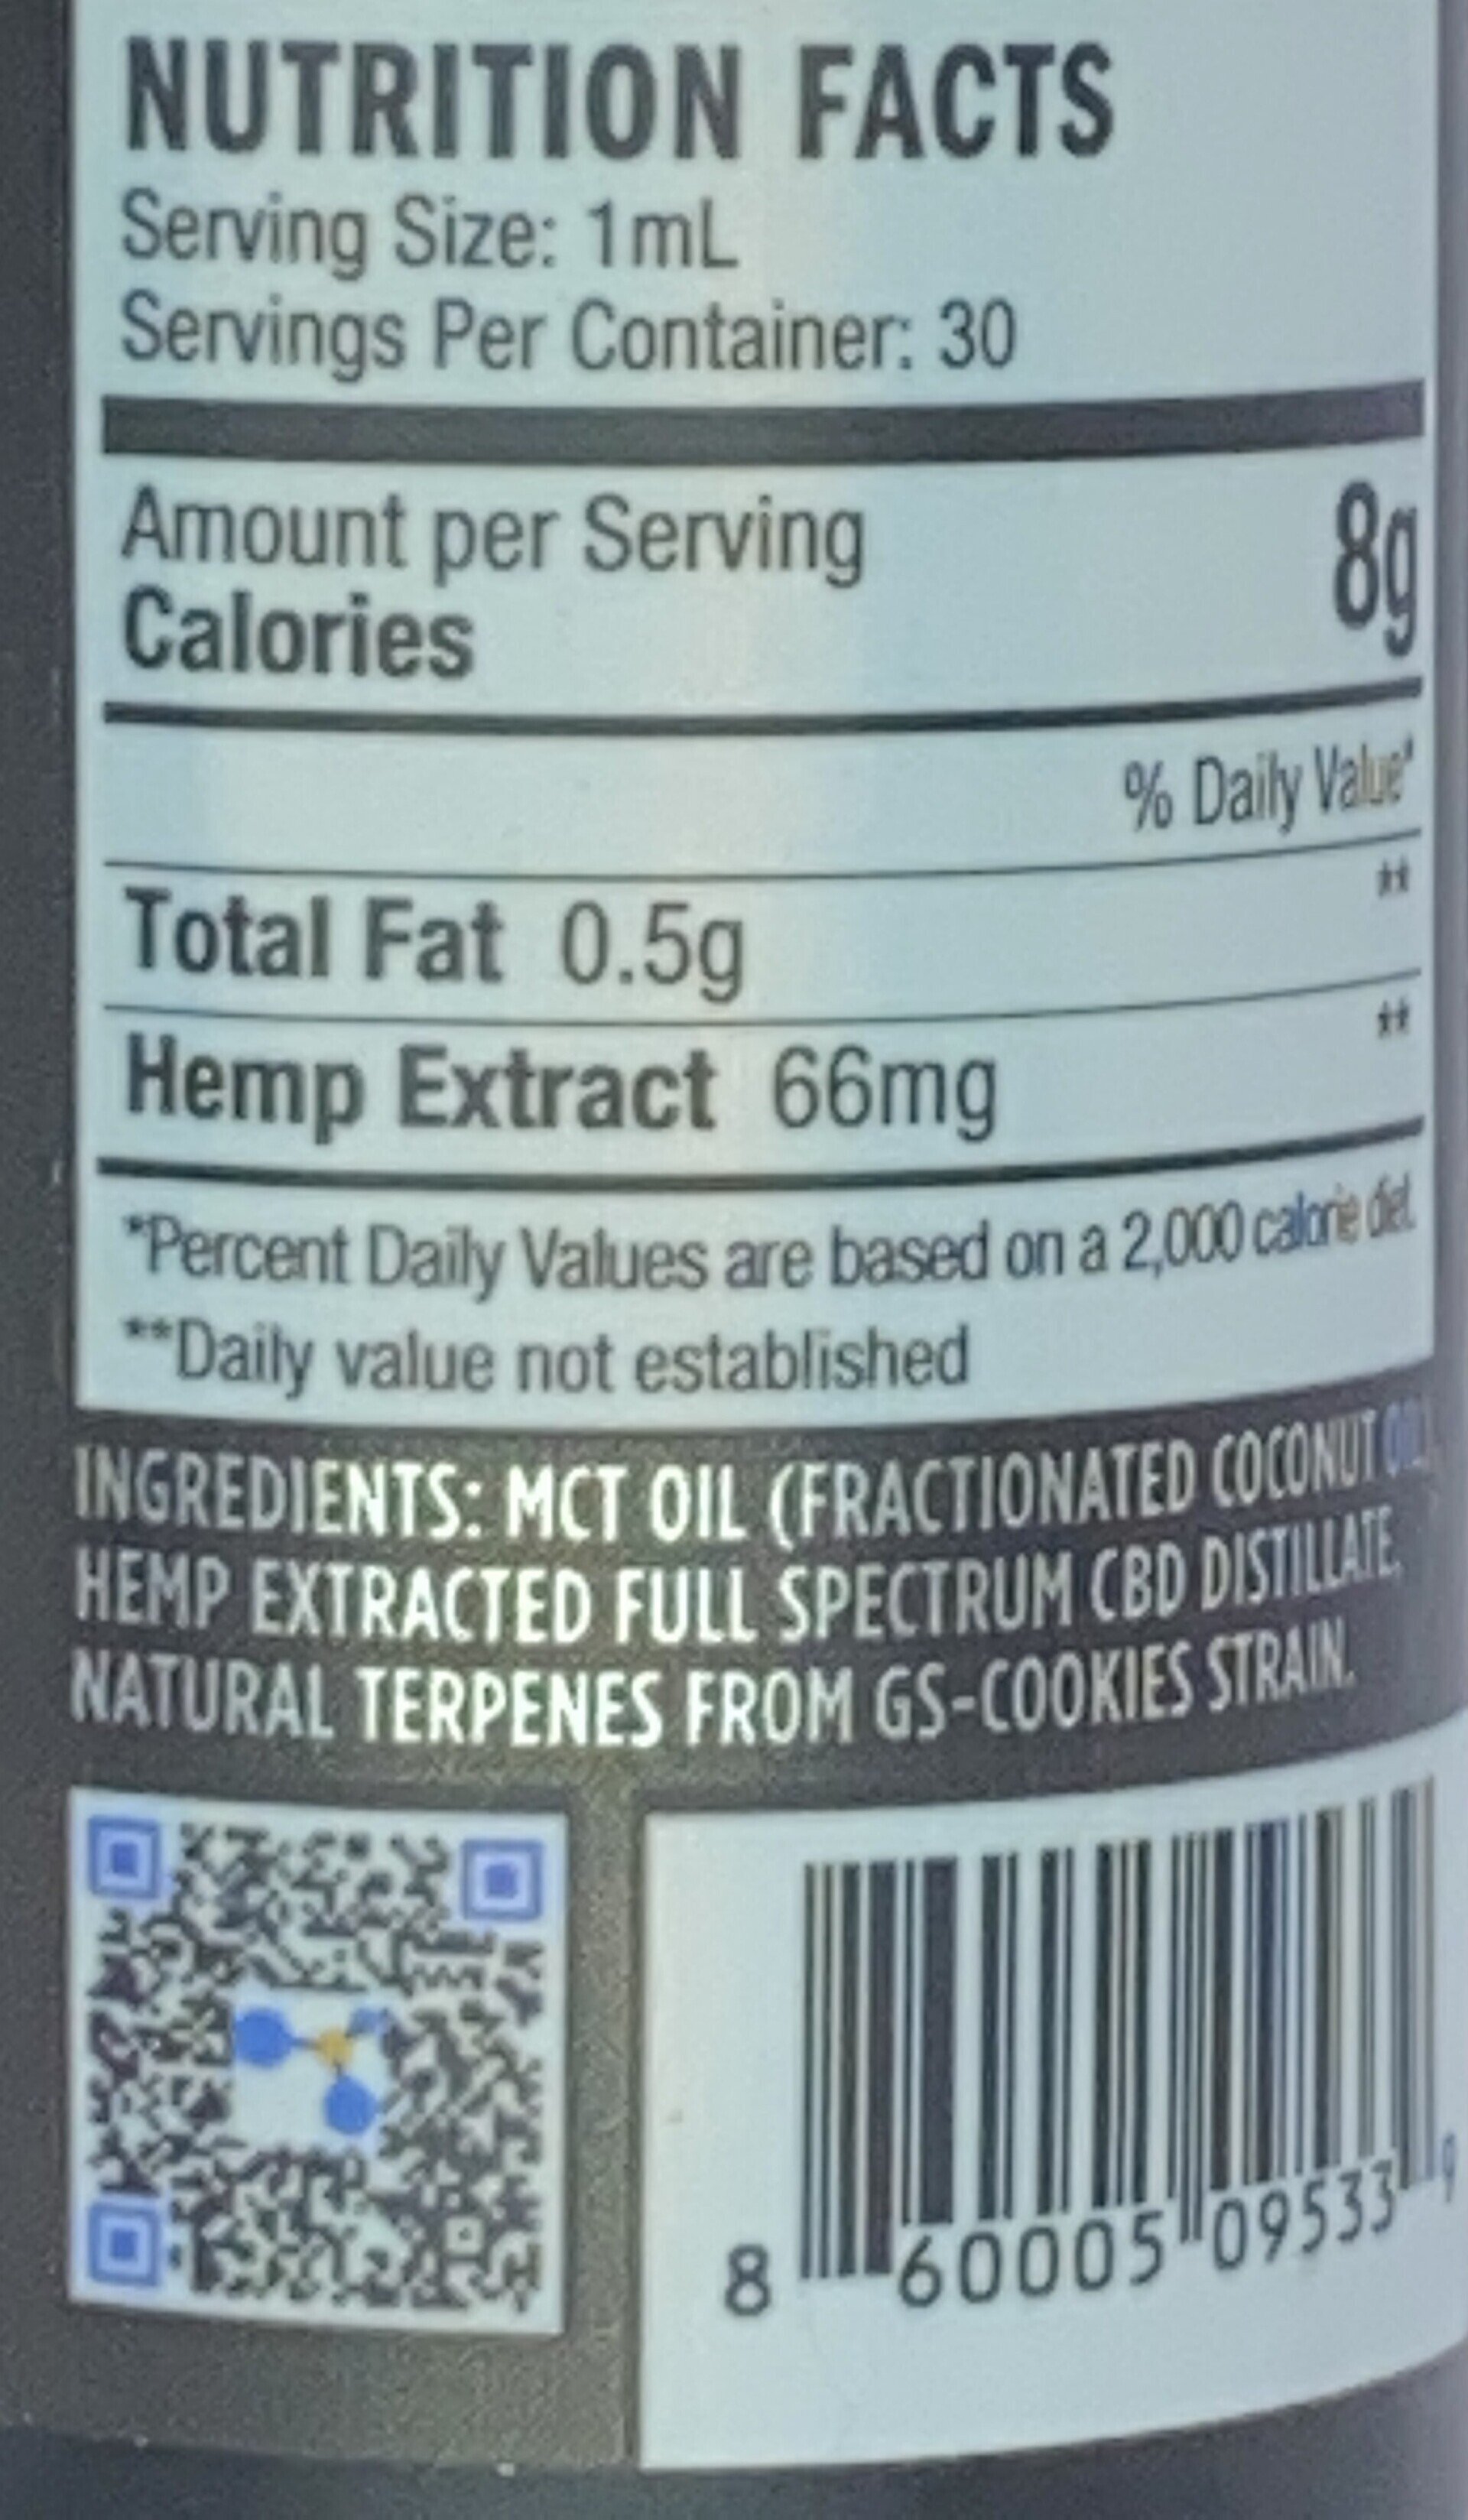 NUTRITION FACTS
Serving Size: 1mL
Servings Per Container: 30
Amount per Serving
Calories 8g
% Daily Value*
Total Fat 0.5g **
Hemp Extract 66mg **
*Percent Daily Values are based on a 2,000 calorie diet.
**Daily value not established
INGREDIENTS: MCT OIL (FRACTIONATED COCONUT OIL),
HEMP EXTRACTED FULL SPECTRUM CBD DISTILLATE,
NATURAL TERPENES FROM GS-COOKIES STRAIN.
8 60005 09533 9